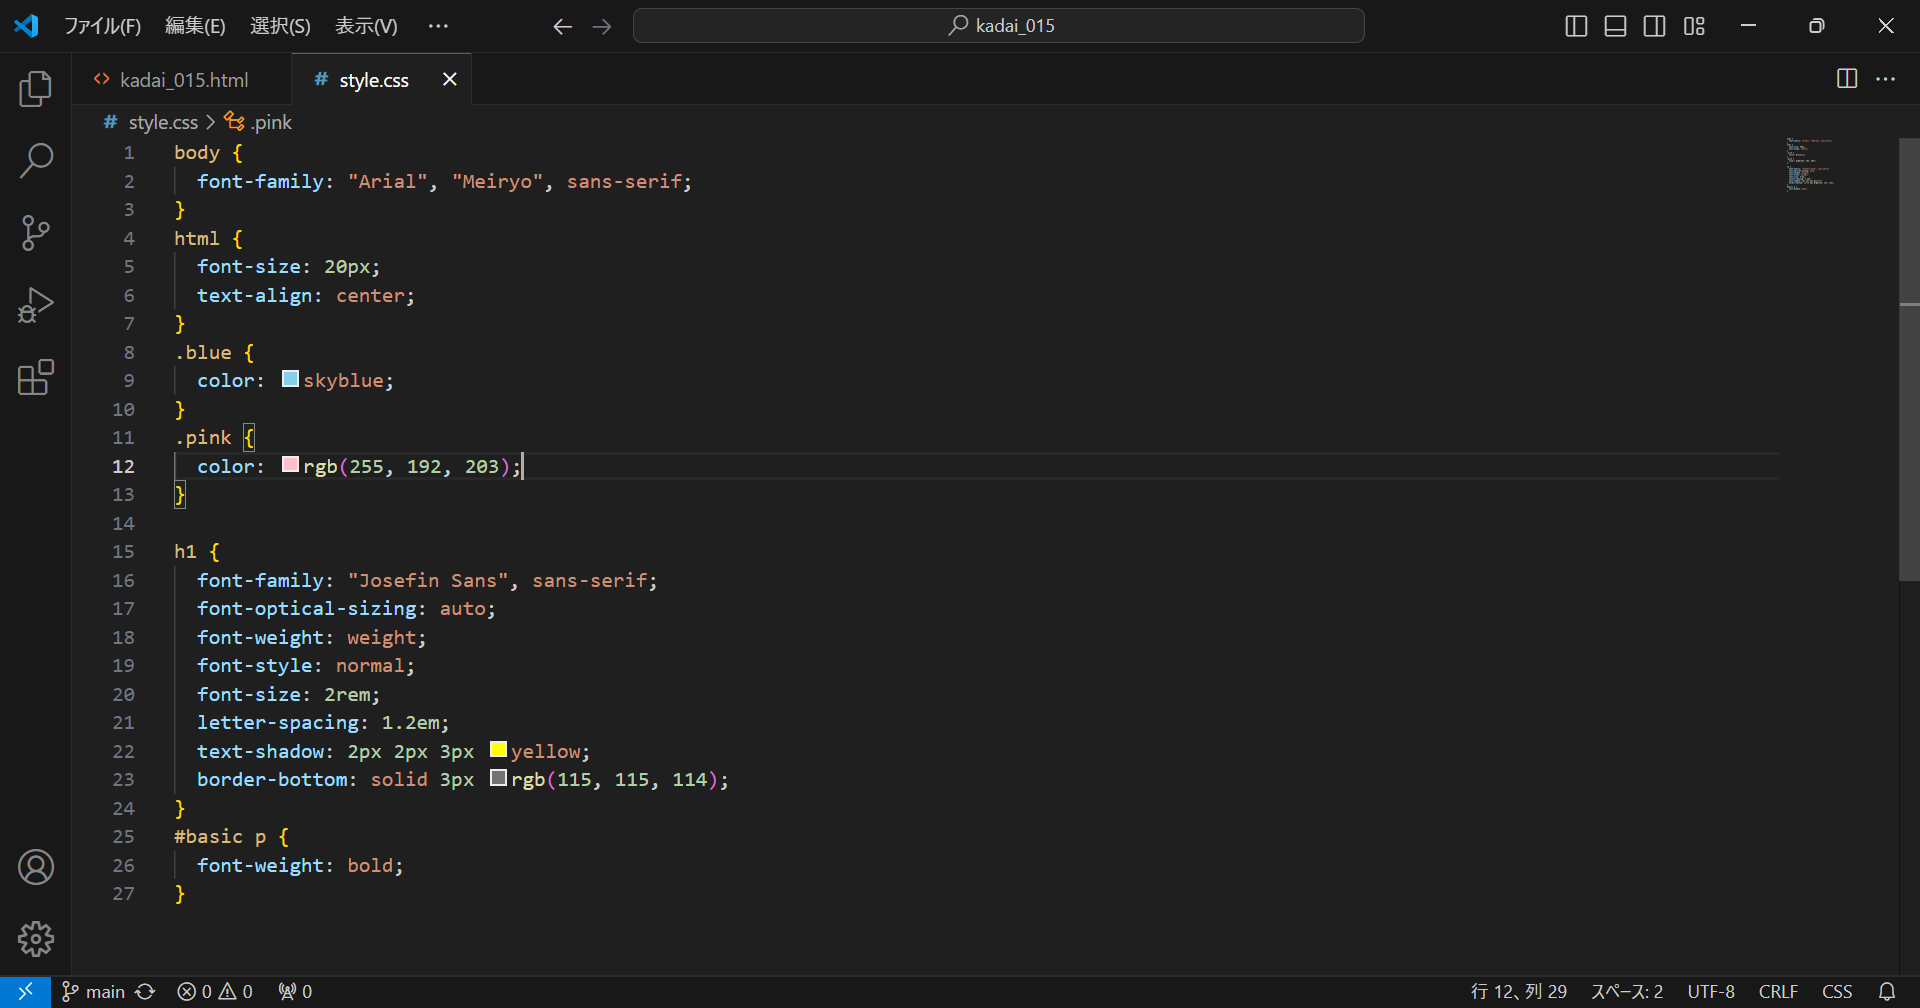 ファイル(F) 編集(E) 選択(S) 表示(V) ··· kadai_015
kadai_015.html # style.css
# style.css > .pink
1 body {
2 font-family: "Arial", "Meiryo", sans-serif;
3 }
4 html {
5 font-size: 20px;
6 text-align: center;
7 }
8 .blue {
9 color: skyblue;
10 }
11 .pink {
12 color: rgb(255, 192, 203);
13 }
14
15 h1 {
16 font-family: "Josefin Sans", sans-serif;
17 font-optical-sizing: auto;
18 font-weight: weight;
19 font-style: normal;
20 font-size: 2rem;
21 letter-spacing: 1.2em;
22 text-shadow: 2px 2px 3px yellow;
23 border-bottom: solid 3px rgb(115, 115, 114);
24 }
25 #basic p {
26 font-weight: bold;
27 }
main 0 0 0 行 12、列 29 スペース: 2 UTF-8 CRLF CSS